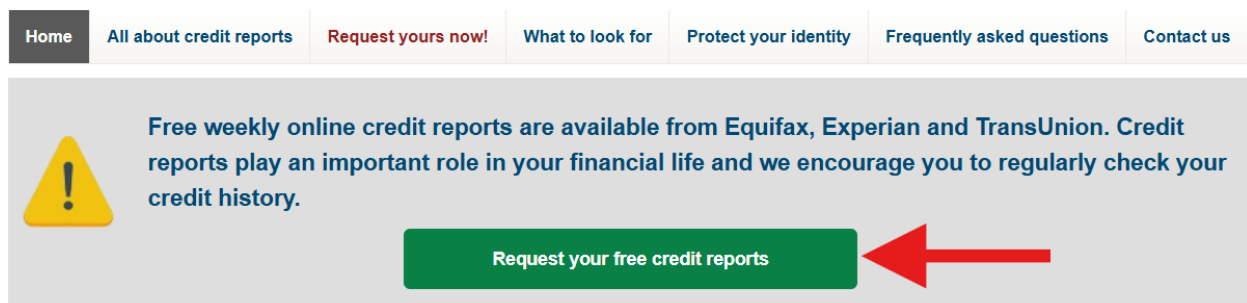 Home All about credit reports Request yours now! What to look for Protect your identity Frequently asked questions Contact us
Free weekly online credit reports are available from Equifax, Experian and TransUnion. Credit
reports play an important role in your financial life and we encourage you to regularly check your
credit history.
Request your free credit reports